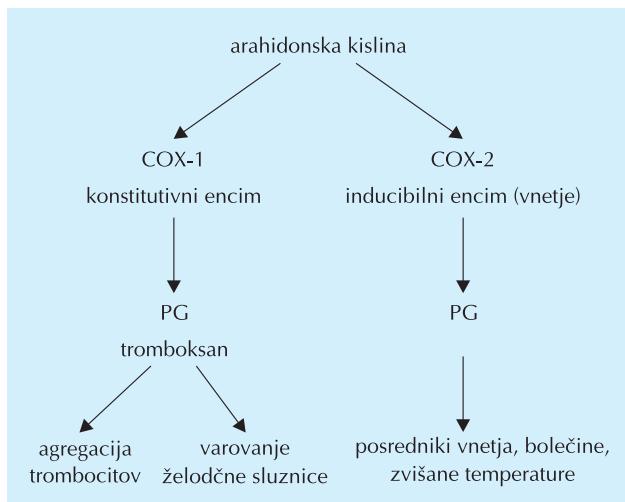 arahidonska kislina
COX-1
konstitutivni encim
COX-2
inducibilni encim (vnetje)
PG
tromboksan
PG
agregacija
trombocitov
varovanje
želodčne sluznice
posredniki vnetja, bolečine,
zvišane temperature